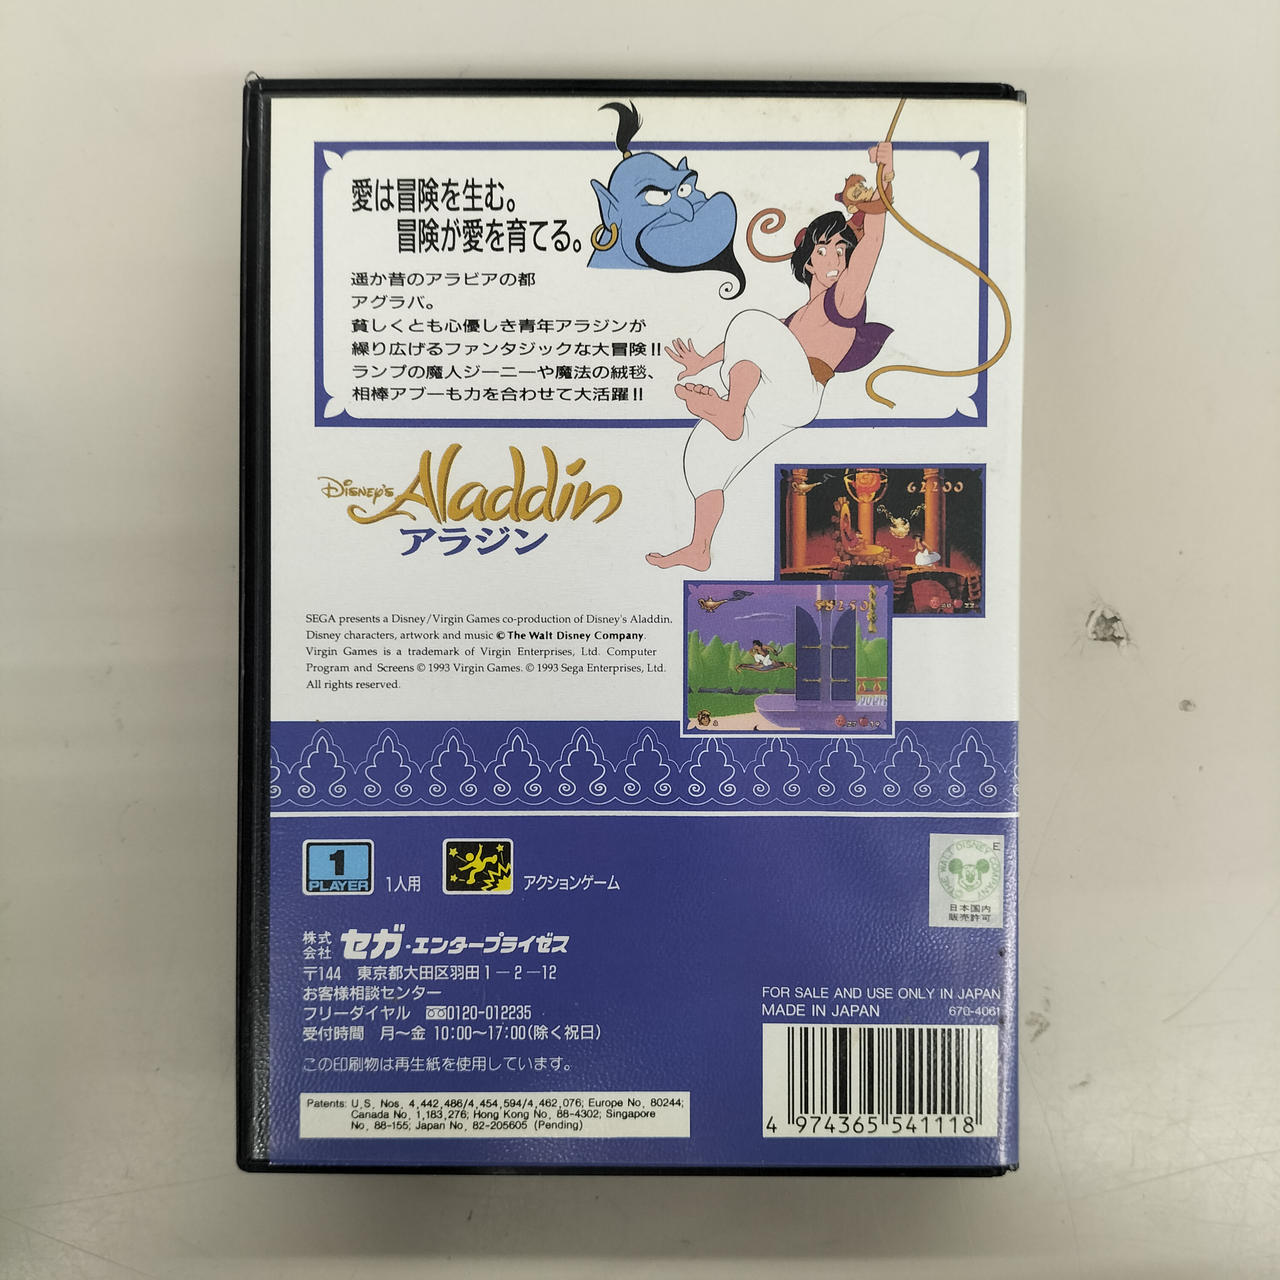 愛は冒険を生む。
冒険が愛を育てる。
遥か昔のアラビアの都
アグラバ。
貧しくとも心優しき青年アラジンが
繰り広げるファンタジックな大冒険!!
ランプの魔人ジーニーや魔法の絨毯、
相棒アブーも力を合わせて大活躍!!
Disney's Aladdin
アラジン
62200
58250
SEGA presents a Disney/Virgin Games co-production of Disney's Aladdin.
Disney characters, artwork and music © The Walt Disney Company.
Virgin Games is a trademark of Virgin Enterprises, Ltd. Computer
Program and Screens © 1993 Virgin Games. © 1993 Sega Enterprises, Ltd.
All rights reserved.
1
PLAYER
1人用
アクションゲーム
E
THE WALT DISNEY COMPANY
日本国内
販売許可
株式会社 セガ・エンタープライゼス
〒144 東京都大田区羽田1-2-12
お客様相談センター
フリーダイヤル 0120-012235
受付時間 月〜金 10:00〜17:00(除く祝日)
この印刷物は再生紙を使用しています。
FOR SALE AND USE ONLY IN JAPAN
MADE IN JAPAN 670-4061
Patents: U.S. Nos. 4,442,486/4,454,594/4,462,076; Europe No. 80244;
Canada No. 1,183,276; Hong Kong No. 88-4302; Singapore
No. 88-155; Japan No. 82-205605 (Pending)
4 974365 541118